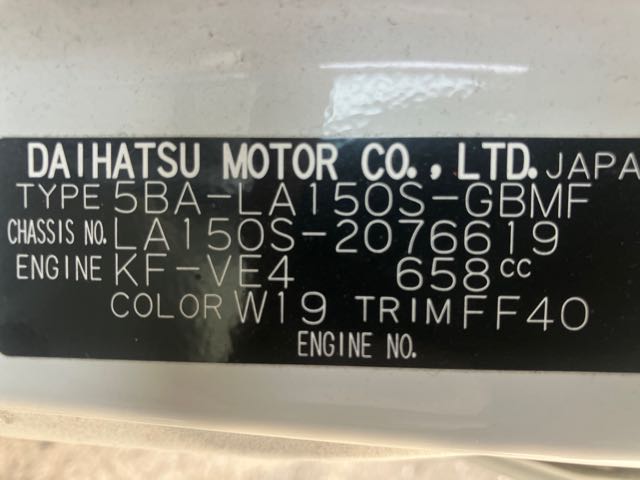 DAIHATSU MOTOR CO., LTD. JAPA
TYPE 5BA-LA150S-GBMF
CHASSIS NO. LA150S-2076619
ENGINE KF-VE4 658cc
COLOR W19 TRIM FF40
ENGINE NO.